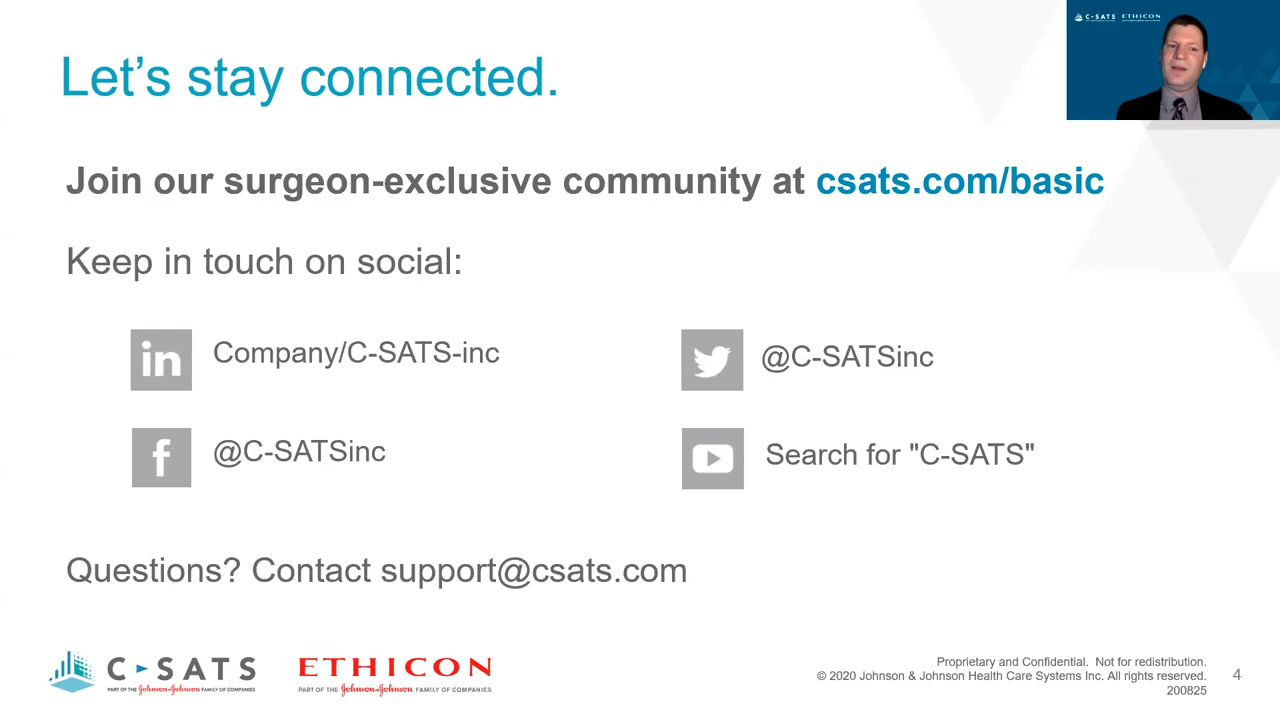 C-SATS ETHICON
Let’s stay connected.
Join our surgeon-exclusive community at csats.com/basic
Keep in touch on social:
in Company/C-SATS-inc
@C-SATSinc
f @C-SATSinc
Search for "C-SATS"
Questions? Contact support@csats.com
C-SATS
PART OF THE Johnson & Johnson FAMILY OF COMPANIES
ETHICON
PART OF THE Johnson & Johnson FAMILY OF COMPANIES
Proprietary and Confidential. Not for redistribution.
© 2020 Johnson & Johnson Health Care Systems Inc. All rights reserved.
200825
4